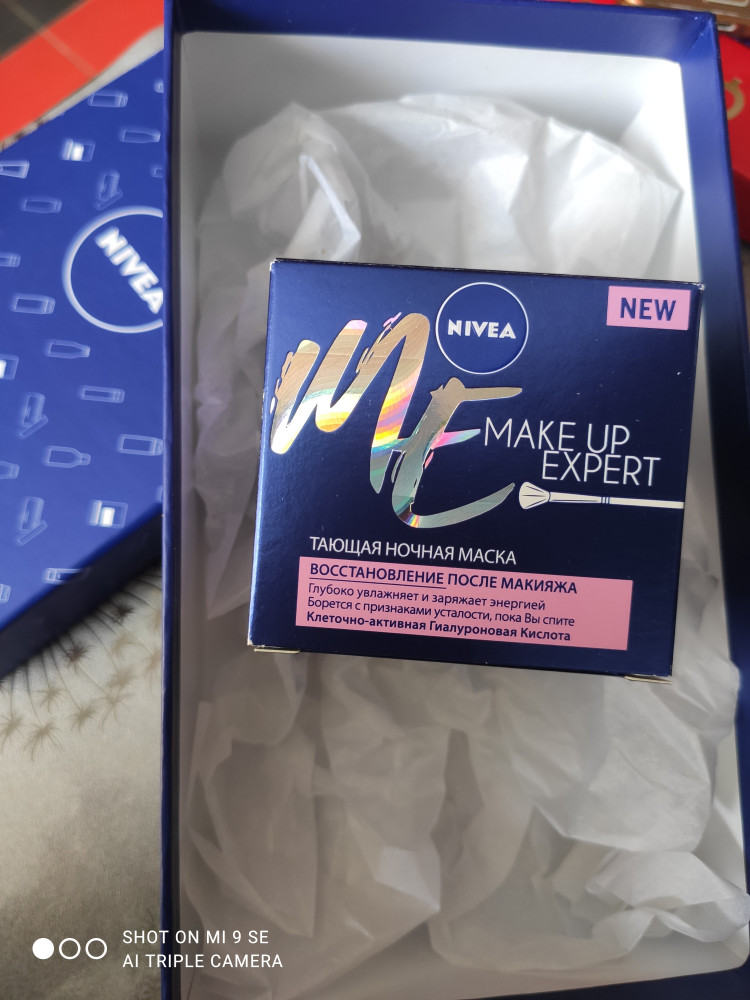 NIVEA
NIVEA
NEW
ME
MAKE UP
EXPERT
ТАЮЩАЯ НОЧНАЯ МАСКА
ВОССТАНОВЛЕНИЕ ПОСЛЕ МАКИЯЖА
Глубоко увлажняет и заряжает энергией
Борется с признаками усталости, пока Вы спите
Клеточно-активная Гиалуроновая Кислота
SHOT ON MI 9 SE
AI TRIPLE CAMERA